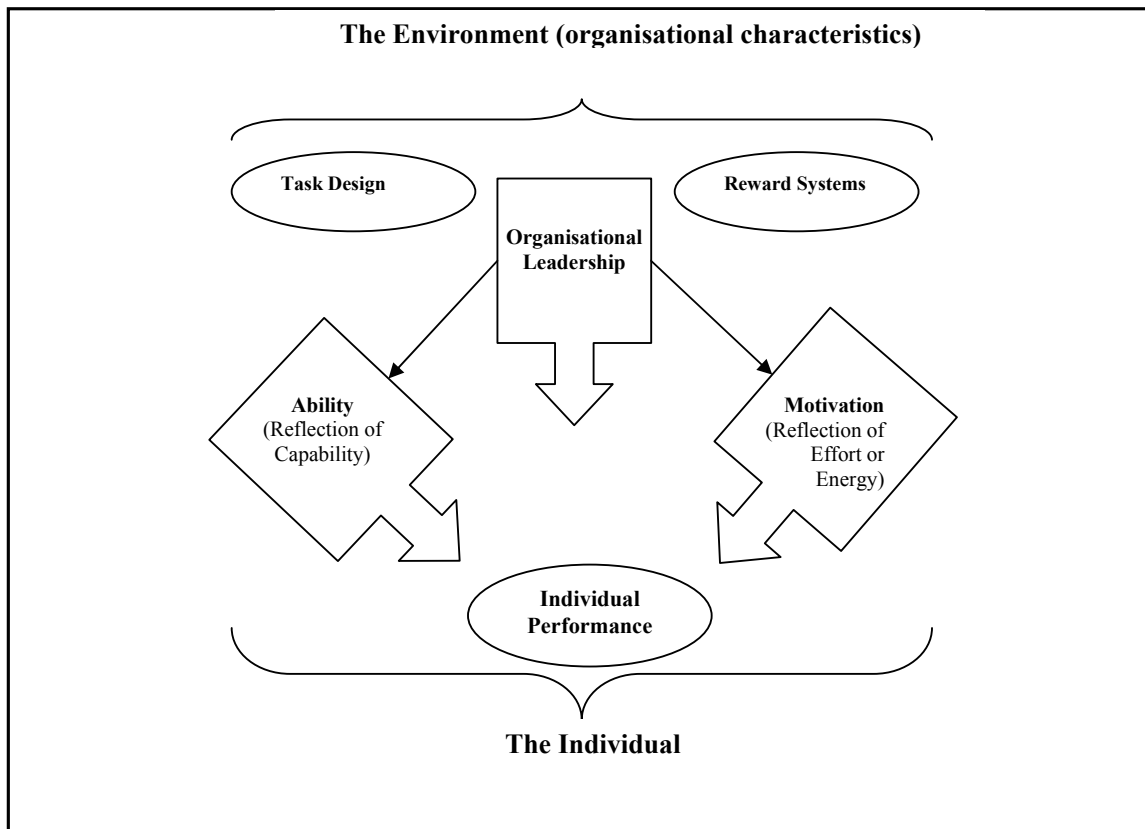 The Environment (organisational characteristics)
Task Design
Reward Systems
Organisational
Leadership
Ability
(Reflection of
Capability)
Motivation
(Reflection of
Effort or
Energy)
Individual
Performance
The Individual